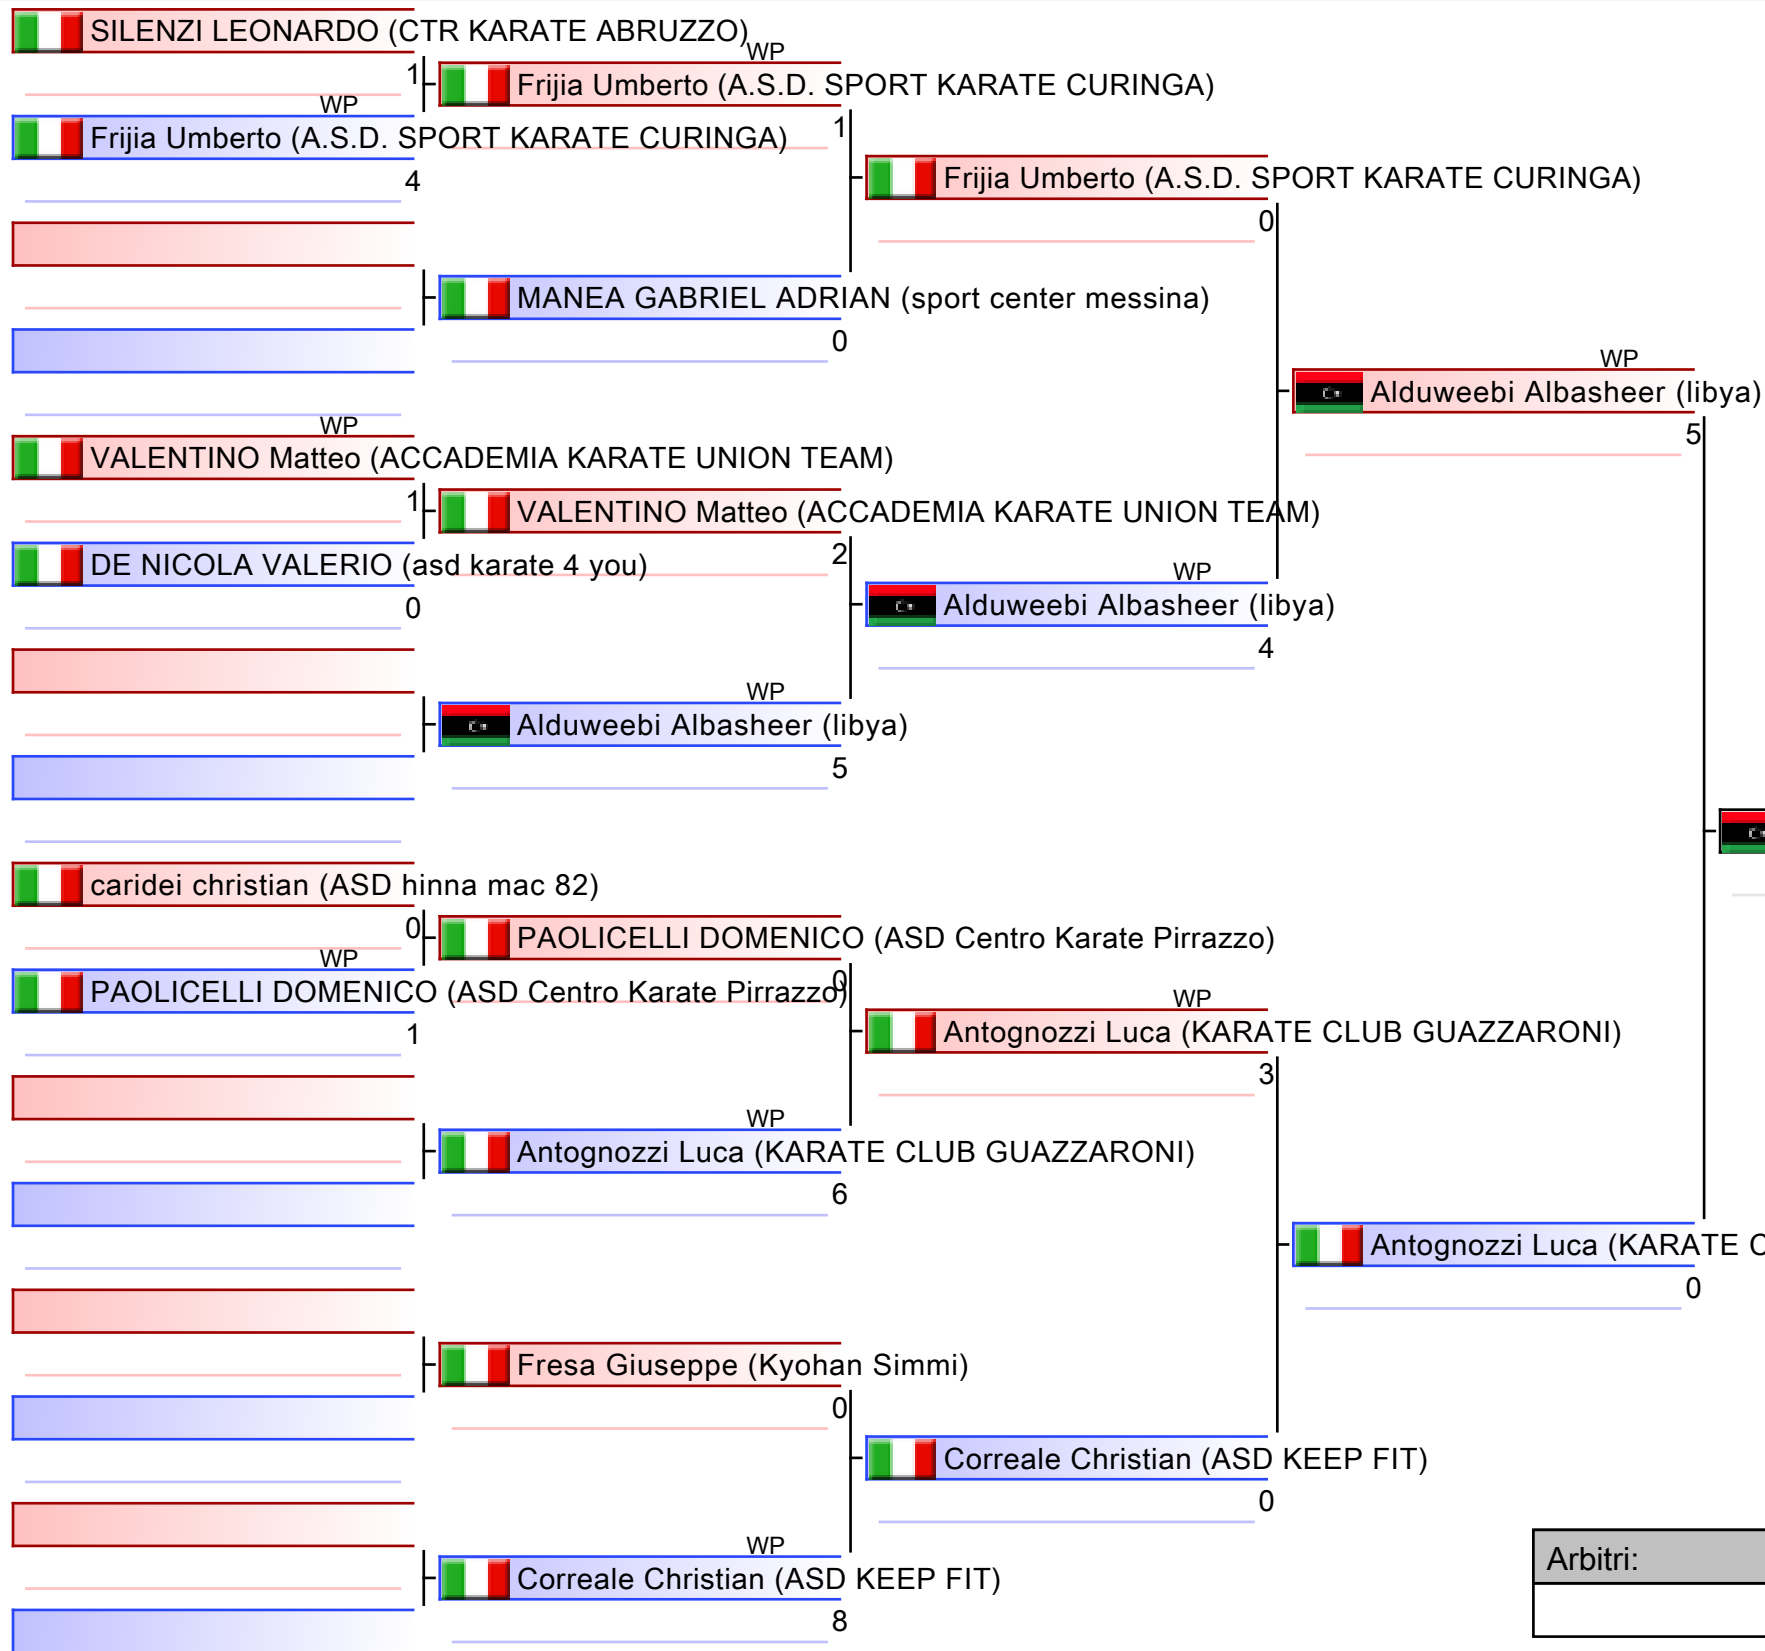 SILENZI LEONARDO (CTR KARATE ABRUZZO)
1
WP
Frijia Umberto (A.S.D. SPORT KARATE CURINGA)
4
WP
VALENTINO Matteo (ACCADEMIA KARATE UNION TEAM)
1
DE NICOLA VALERIO (asd karate 4 you)
0
caridei christian (ASD hinna mac 82)
0
WP
PAOLICELLI DOMENICO (ASD Centro Karate Pirrazzo)
1
WP
Frijia Umberto (A.S.D. SPORT KARATE CURINGA)
1
MANEA GABRIEL ADRIAN (sport center messina)
0
VALENTINO Matteo (ACCADEMIA KARATE UNION TEAM)
2
WP
Alduweebi Albasheer (libya)
5
PAOLICELLI DOMENICO (ASD Centro Karate Pirrazzo)
0
WP
Antognozzi Luca (KARATE CLUB GUAZZARONI)
6
Fresa Giuseppe (Kyohan Simmi)
0
WP
Correale Christian (ASD KEEP FIT)
8
Frijia Umberto (A.S.D. SPORT KARATE CURINGA)
0
WP
Alduweebi Albasheer (libya)
4
WP
Antognozzi Luca (KARATE CLUB GUAZZARONI)
3
Correale Christian (ASD KEEP FIT)
0
WP
Alduweebi Albasheer (libya)
5
Antognozzi Luca (KARATE C
0
Arbitri: